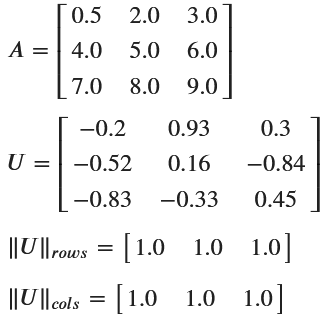 A = [ 0.5 2.0 3.0
4.0 5.0 6.0
7.0 8.0 9.0 ]
U = [ −0.2 0.93 0.3
−0.52 0.16 −0.84
−0.83 −0.33 0.45 ]
‖U‖rows = [ 1.0 1.0 1.0 ]
‖U‖cols = [ 1.0 1.0 1.0 ]